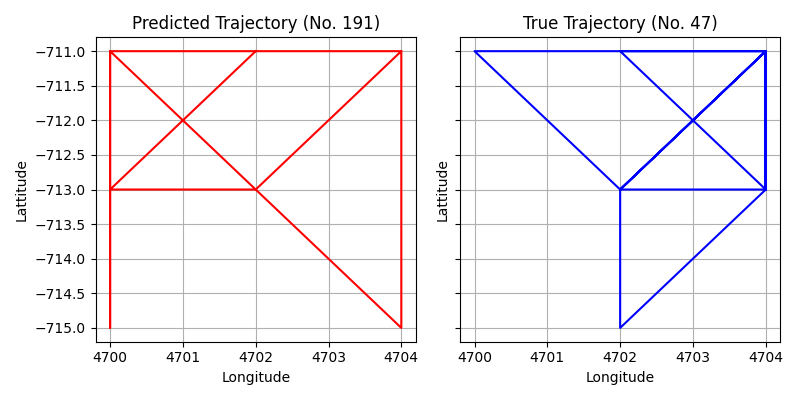 Predicted Trajectory (No. 191)
True Trajectory (No. 47)
−711.0
−711.5
−712.0
−712.5
−713.0
−713.5
−714.0
−714.5
−715.0
Lattitude
Lattitude
4700 4701 4702 4703 4704
4700 4701 4702 4703 4704
Longitude
Longitude